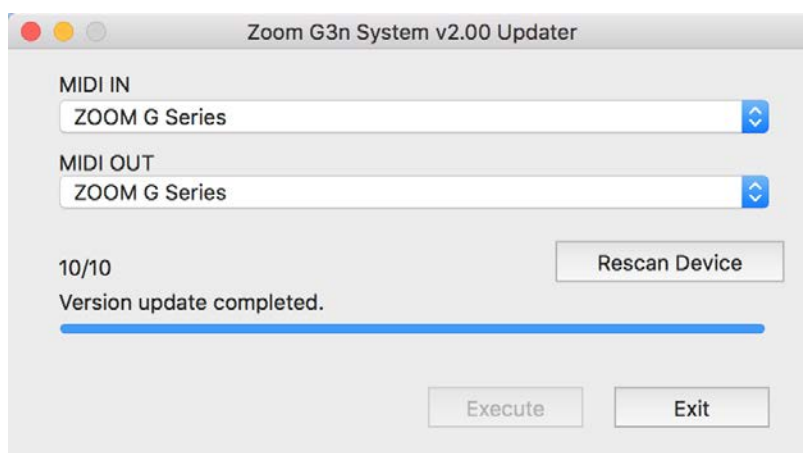 Zoom G3n System v2.00 Updater
MIDI IN
ZOOM G Series
MIDI OUT
ZOOM G Series
Rescan Device
10/10
Version update completed.
Execute
Exit